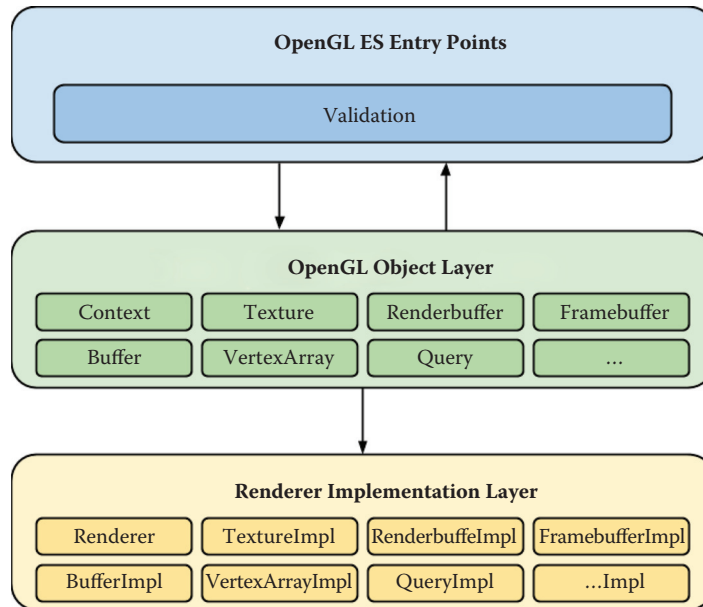 OpenGL ES Entry Points
Validation
OpenGL Object Layer
Context Texture Renderbuffer Framebuffer
Buffer VertexArray Query ...
Renderer Implementation Layer
Renderer TextureImpl RenderbuffeImpl FramebufferImpl
BufferImpl VertexArrayImpl QueryImpl ...Impl